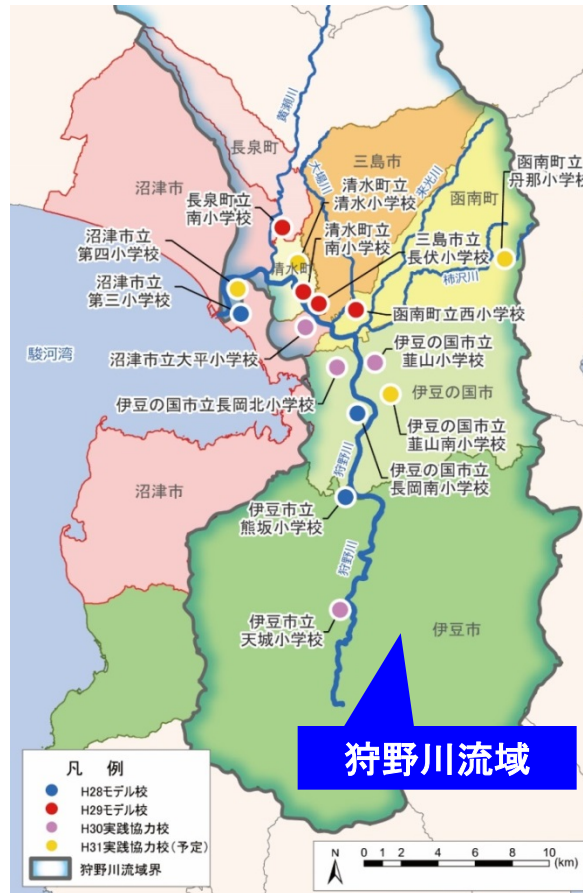 黄瀬川
長泉町
大場川
三島市
来光川
沼津市
長泉町立
南小学校
清水町立
清水小学校
函南町
函南町立
丹那小学校
清水町立
南小学校
沼津市立
第四小学校
清水町
三島市立
長伏小学校
柿沢川
沼津市立
第三小学校
函南町立西小学校
駿河湾
沼津市立大平小学校
伊豆の国市立
韮山小学校
伊豆の国市立長岡北小学校
伊豆の国市
伊豆の国市立
韮山南小学校
狩野川
伊豆の国市立
長岡南小学校
沼津市
伊豆市立
熊坂小学校
狩野川
伊豆市立
天城小学校
伊豆市
狩野川流域
凡 例
H28モデル校
H29モデル校
H30実践協力校
H31実践協力校(予定)
狩野川流域界
N
0 1 2 4 6 8 10
(km)